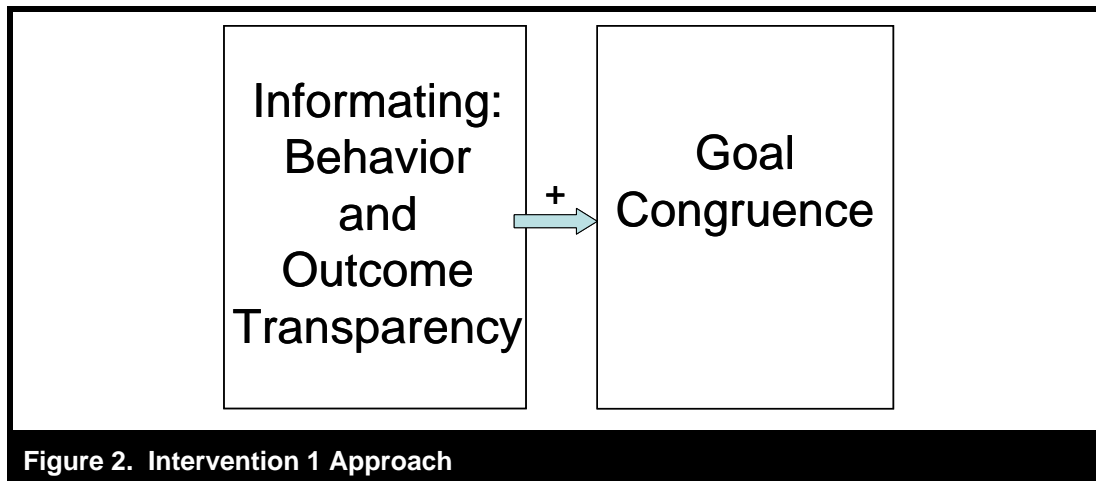 Informating:
Behavior
and
Outcome
Transparency
+
Goal
Congruence
Figure 2. Intervention 1 Approach